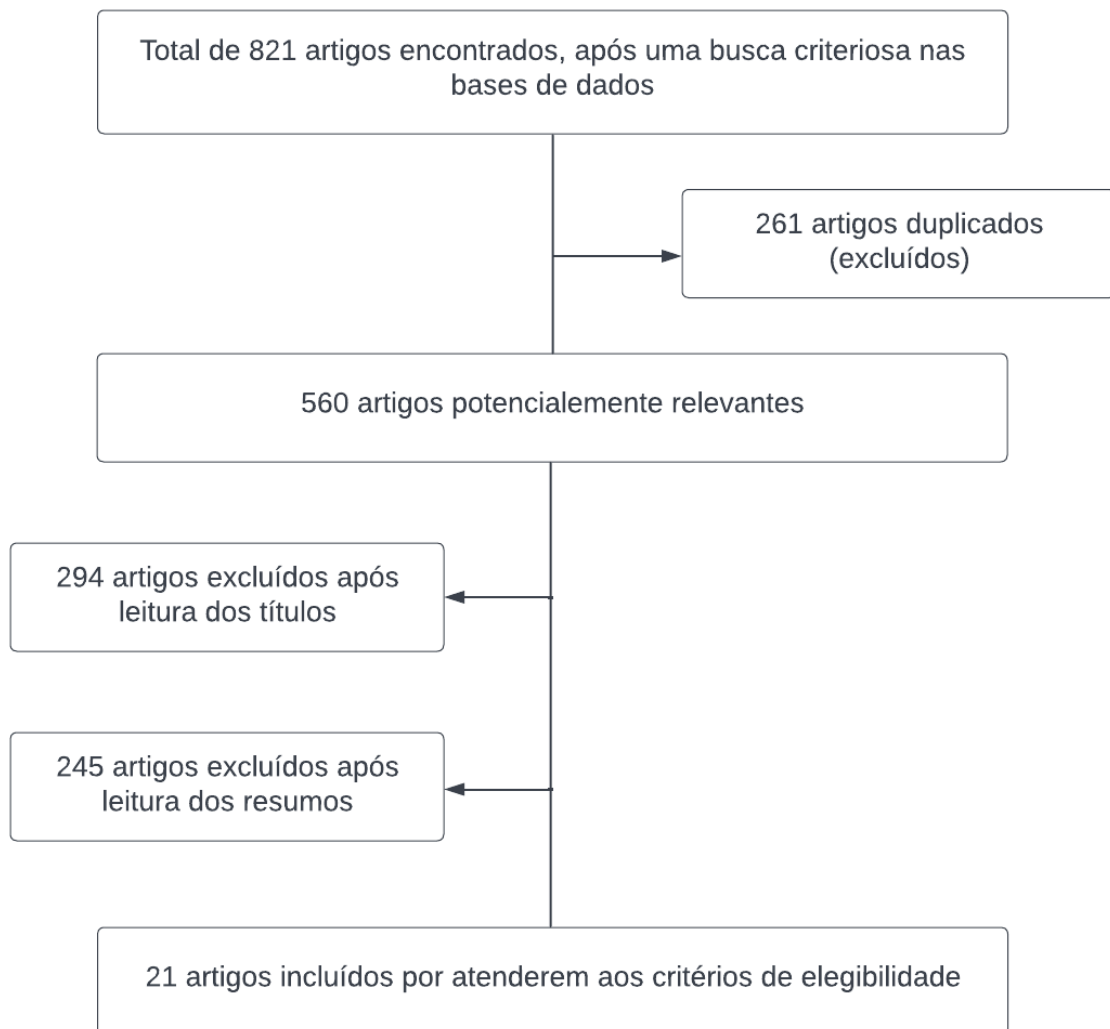 Total de 821 artigos encontrados, após uma busca criteriosa nas
bases de dados
261 artigos duplicados
(excluídos)
560 artigos potencialemente relevantes
294 artigos excluídos após
leitura dos títulos
245 artigos excluídos após
leitura dos resumos
21 artigos incluídos por atenderem aos critérios de elegibilidade